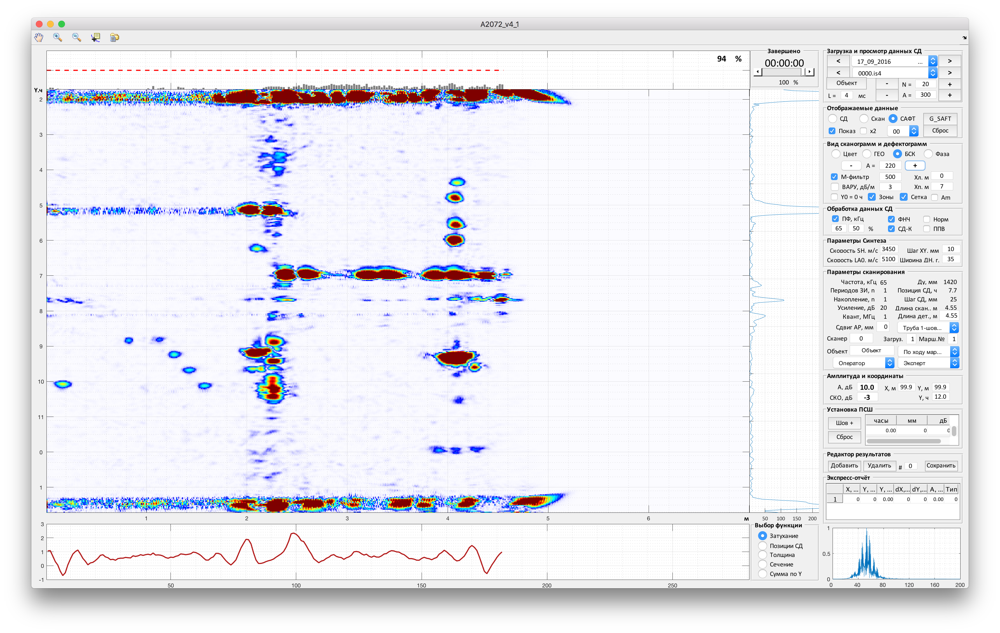 A2072_v4_1
94 %
Y.ч
2
3
4
5
6
7
8
9
10
11
0
1
1 2 3 4 5 6 м
50 100 150 200
3
2
1
0
-1
50 100 150 200 250
Завершено
00:00:00
100 %
Выбор функции
Затухание
Позиции СД
Толщина
Сечение
Сумма по Y
Загрузка и просмотр данных СД
< 17_09_2016 ... >
< 0000.is4 >
Объект - N = 20 +
L = 4 мс - A = 300 +
Отображаемые данные
СД Скан САФТ G_SAFT
Показ x2 00 Сброс
Вид сканограмм и дефектограмм
Цвет ГЕО БСК Фаза
- A = 220 +
М-фильтр 500 Хл. м 0
ВАРУ, дБ/м 3 Хп. м 7
Y0 = 0 ч Зоны Сетка Am
Обработка данных СД
ПФ, кГц ФНЧ Норм
65 50 % СД-К ППВ
Параметры Синтеза
Скорость SH. м/с 3450 Шаг XY. мм 10
Скорость LA0. м/с 5100 Ширина ДН. г. 35
Параметры сканирования
Частота, кГц 65 Ду, мм 1420
Периодов ЗИ, n 1 Позиция СД, ч 7.7
Накопление, n 1 Шаг СД, мм 25
Усиление, дБ 20 Длина скан., м 4.55
Квант, МГц 1 Длина дет., м 4.55
Сдвиг АР, мм 0 Труба 1-шов...
Сканер 0 Загруз. 1 Марш.№ 1
Объект Объект По ходу мар...
Оператор Эксперт
Амплитуда и координаты
А, дБ 10.0 X, м 99.9 Y, м 99.9
СКО, дБ -3 Y, ч 12.0
Установка ПСШ
Шов + часы мм дБ
0.00 0 0
Сброс
Редактор результатов
Добавить Удалить # 0 Сохранить
Экспресс-отчёт
X, ... Y, ... Y, ... dX,... dY,... A, ... Тип
1 0 0 0.00 0 0 0.00 0
1
0.5
0
0 40 80 120 160 200